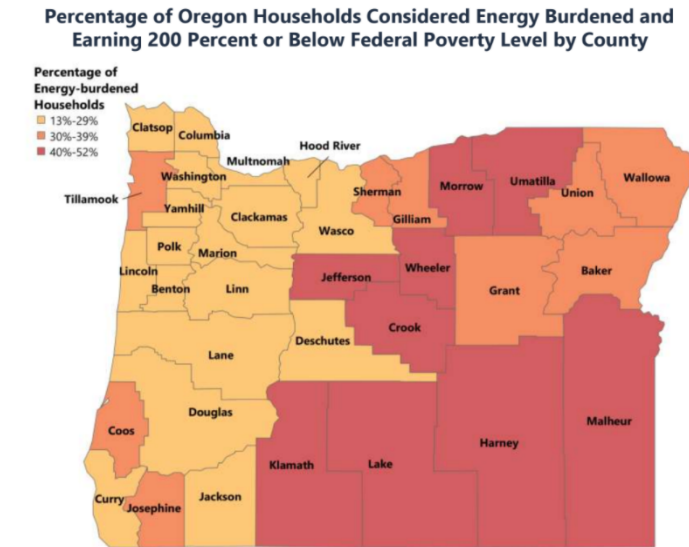 Percentage of Oregon Households Considered Energy Burdened and
Earning 200 Percent or Below Federal Poverty Level by County
Percentage of
Energy-burdened
Households
13%-29%
30%-39%
40%-52%
Clatsop
Columbia
Hood River
Multnomah
Washington
Tillamook
Yamhill
Clackamas
Sherman
Gilliam
Morrow
Umatilla
Union
Wallowa
Wasco
Polk
Marion
Lincoln
Benton
Linn
Jefferson
Wheeler
Grant
Baker
Crook
Deschutes
Lane
Douglas
Coos
Klamath
Lake
Harney
Malheur
Curry
Josephine
Jackson